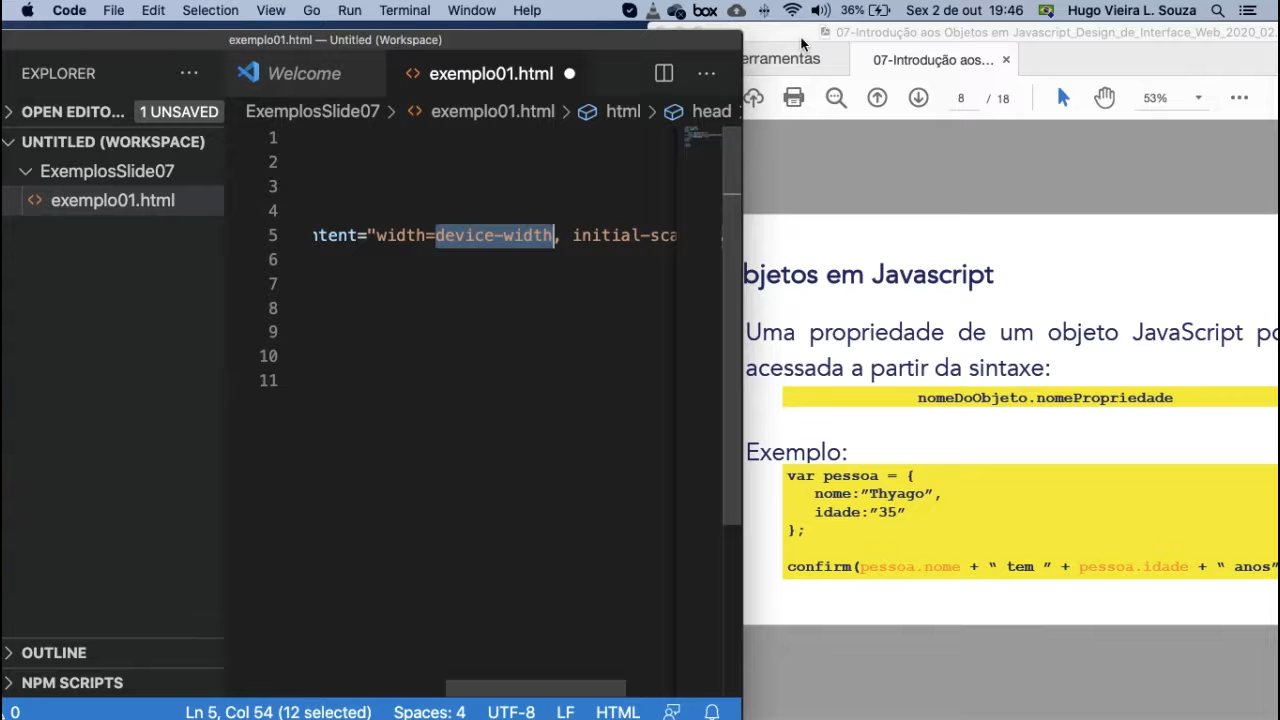 Code File Edit Selection View Go Run Terminal Window Help box 36% Sex 2 de out 19:46 Hugo Vieira L. Souza
exemplo01.html — Untitled (Workspace)
07-Introdução aos Objetos em Javascript_Design_de_Interface_Web_2020_02.
EXPLORER
Welcome
exemplo01.html
erramentas
07-Introdução aos...
OPEN EDITO... 1 UNSAVED
ExemplosSlide07 > exemplo01.html > html > head
8 / 18
53%
UNTITLED (WORKSPACE)
ExemplosSlide07
exemplo01.html
1
2
3
4
5 ntent="width=device-width, initial-sca
6
7
8
9
10
11
bjetos em Javascript
Uma propriedade de um objeto JavaScript po
acessada a partir da sintaxe:
nomeDoObjeto.nomePropriedade
Exemplo:
var pessoa = {
nome:”Thyago”,
idade:”35”
};
confirm(pessoa.nome + “ tem ” + pessoa.idade + “ anos”
OUTLINE
NPM SCRIPTS
0 Ln 5, Col 54 (12 selected) Spaces: 4 UTF-8 LF HTML